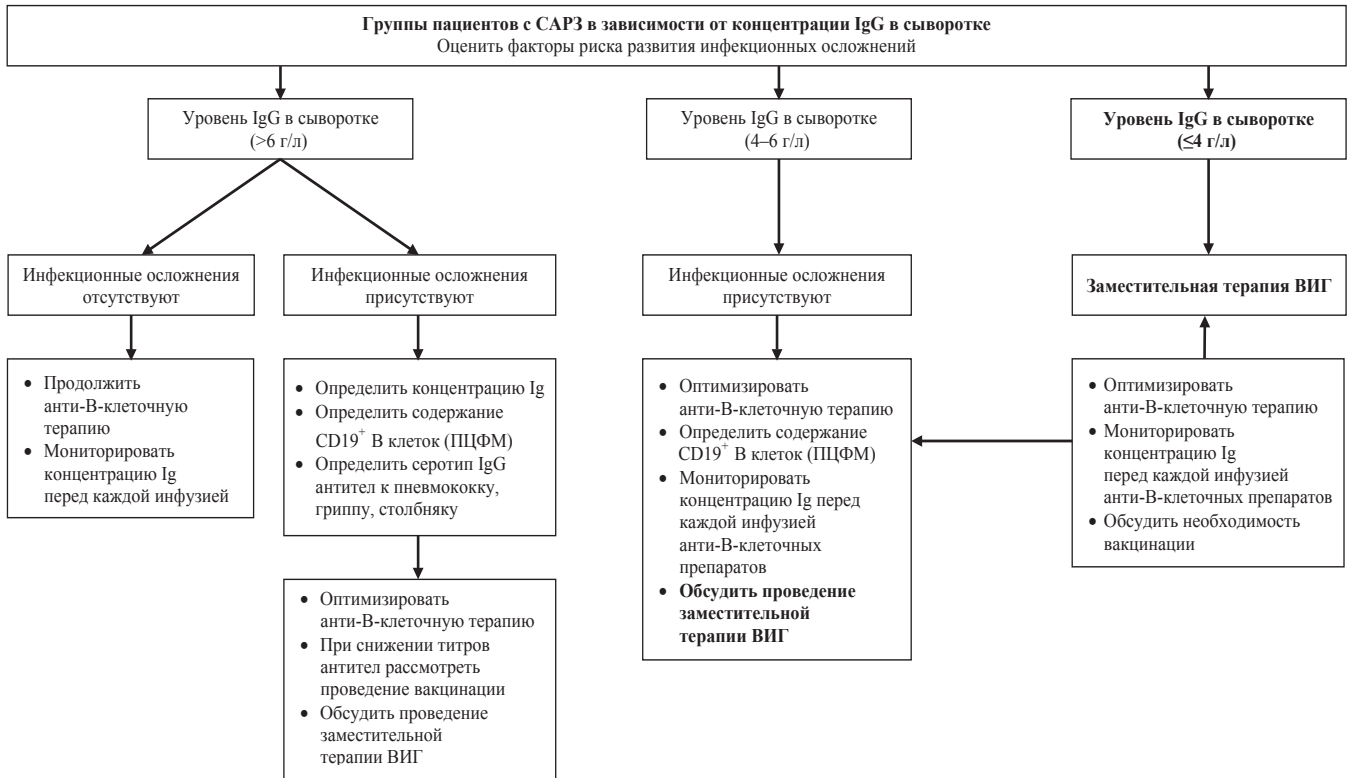 Группы пациентов с САРЗ в зависимости от концентрации IgG в сыворотке
Оценить факторы риска развития инфекционных осложнений
Уровень IgG в сыворотке
(>6 г/л)
Уровень IgG в сыворотке
(4–6 г/л)
Уровень IgG в сыворотке
(≤4 г/л)
Инфекционные осложнения
отсутствуют
Инфекционные осложнения
присутствуют
Инфекционные осложнения
присутствуют
Заместительная терапия ВИГ
• Продолжить
анти-В-клеточную
терапию
• Мониторировать
концентрацию Ig
перед каждой инфузией
• Определить концентрацию Ig
• Определить содержание
CD19⁺ В клеток (ПЦФМ)
• Определить серотип IgG
антител к пневмококку,
гриппу, столбняку
• Оптимизировать
анти-В-клеточную терапию
• При снижении титров
антител рассмотреть
проведение вакцинации
• Обсудить проведение
заместительной
терапии ВИГ
• Оптимизировать
анти-В-клеточную терапию
• Определить содержание
CD19⁺ В клеток (ПЦФМ)
• Мониторировать
концентрацию Ig перед
каждой инфузией
анти-В-клеточных
препаратов
• Обсудить проведение
заместительной
терапии ВИГ
• Оптимизировать
анти-В-клеточную терапию
• Мониторировать
концентрацию Ig
перед каждой инфузией
анти-В-клеточных препаратов
• Обсудить необходимость
вакцинации